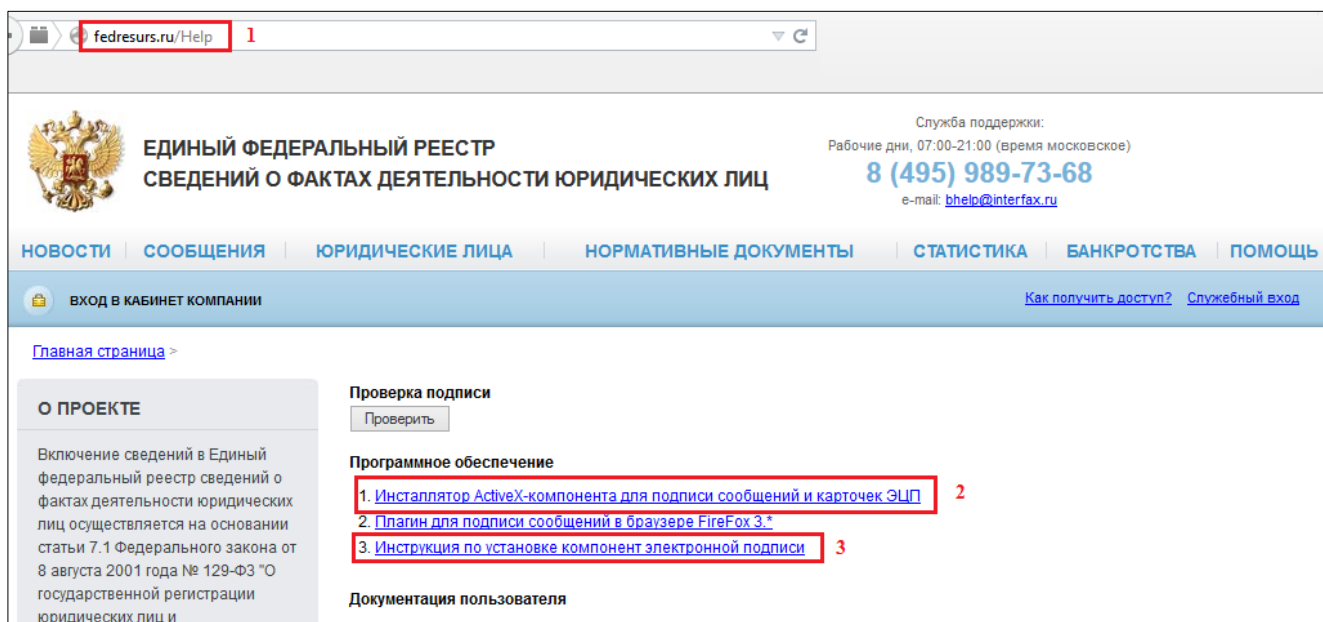 fedresurs.ru/Help 1
ЕДИНЫЙ ФЕДЕРАЛЬНЫЙ РЕЕСТР
СВЕДЕНИЙ О ФАКТАХ ДЕЯТЕЛЬНОСТИ ЮРИДИЧЕСКИХ ЛИЦ
Служба поддержки:
Рабочие дни, 07:00-21:00 (время московское)
8 (495) 989-73-68
e-mail: bhelp@interfax.ru
НОВОСТИ СООБЩЕНИЯ ЮРИДИЧЕСКИЕ ЛИЦА НОРМАТИВНЫЕ ДОКУМЕНТЫ СТАТИСТИКА БАНКРОТСТВА ПОМОЩЬ
ВХОД В КАБИНЕТ КОМПАНИИ Как получить доступ? Служебный вход
Главная страница >
О ПРОЕКТЕ
Включение сведений в Единый
федеральный реестр сведений о
фактах деятельности юридических
лиц осуществляется на основании
статьи 7.1 Федерального закона от
8 августа 2001 года № 129-ФЗ "О
государственной регистрации
юридических лиц и
Проверка подписи
Проверить
Программное обеспечение
1. Инсталлятор ActiveX-компонента для подписи сообщений и карточек ЭЦП 2
2. Плагин для подписи сообщений в браузере FireFox 3.*
3. Инструкция по установке компонент электронной подписи 3
Документация пользователя